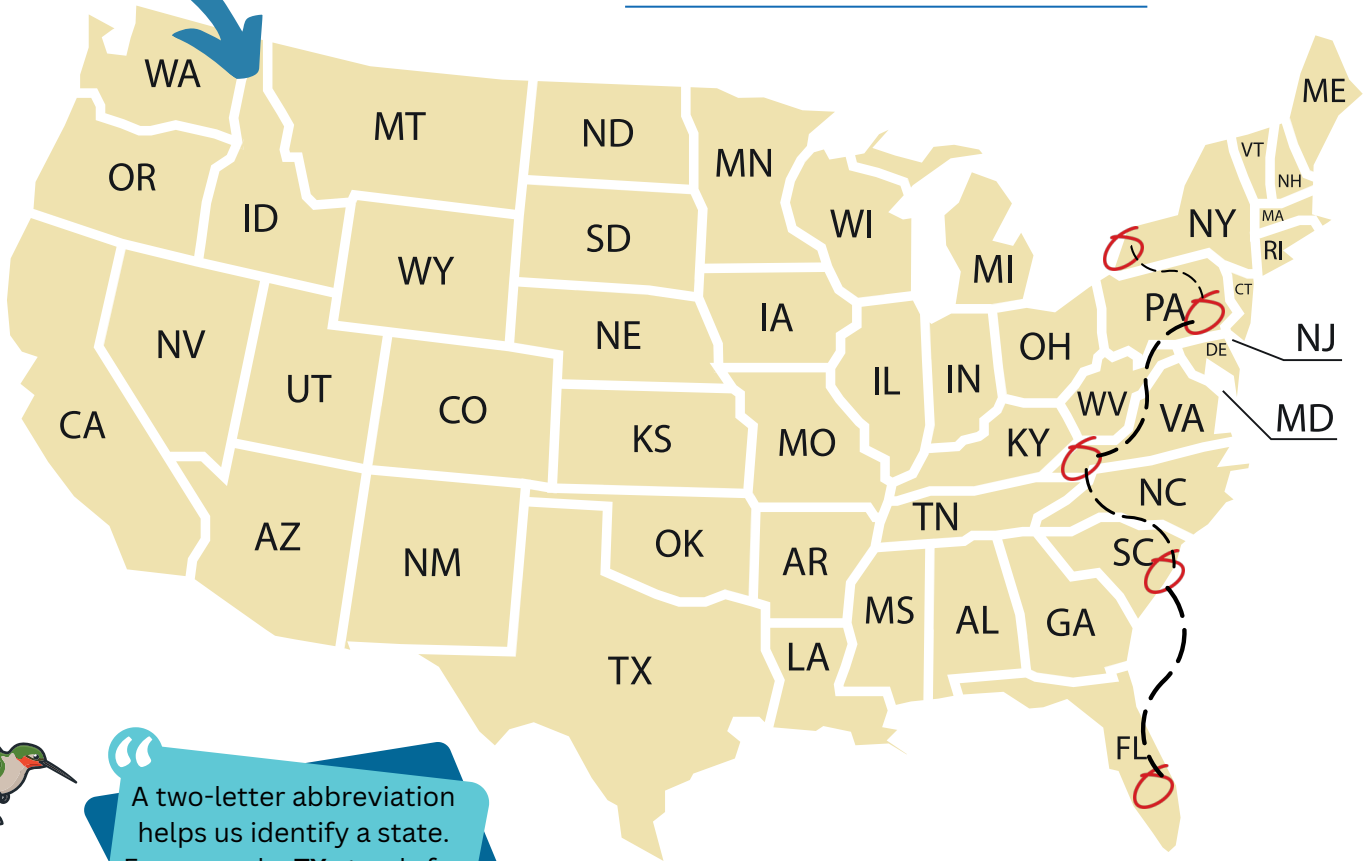 WA
MT
ND
MN
ME
VT
NH
OR
ID
SD
WI
MI
NY
MA
RI
WY
IA
PA
CT
NV
NE
OH
NJ
DE
UT
CO
IL
IN
WV
VA
MD
CA
KS
MO
KY
NC
AZ
NM
OK
AR
TN
SC
TX
LA
MS
AL
GA
FL
“
A two-letter abbreviation
helps us identify a state.